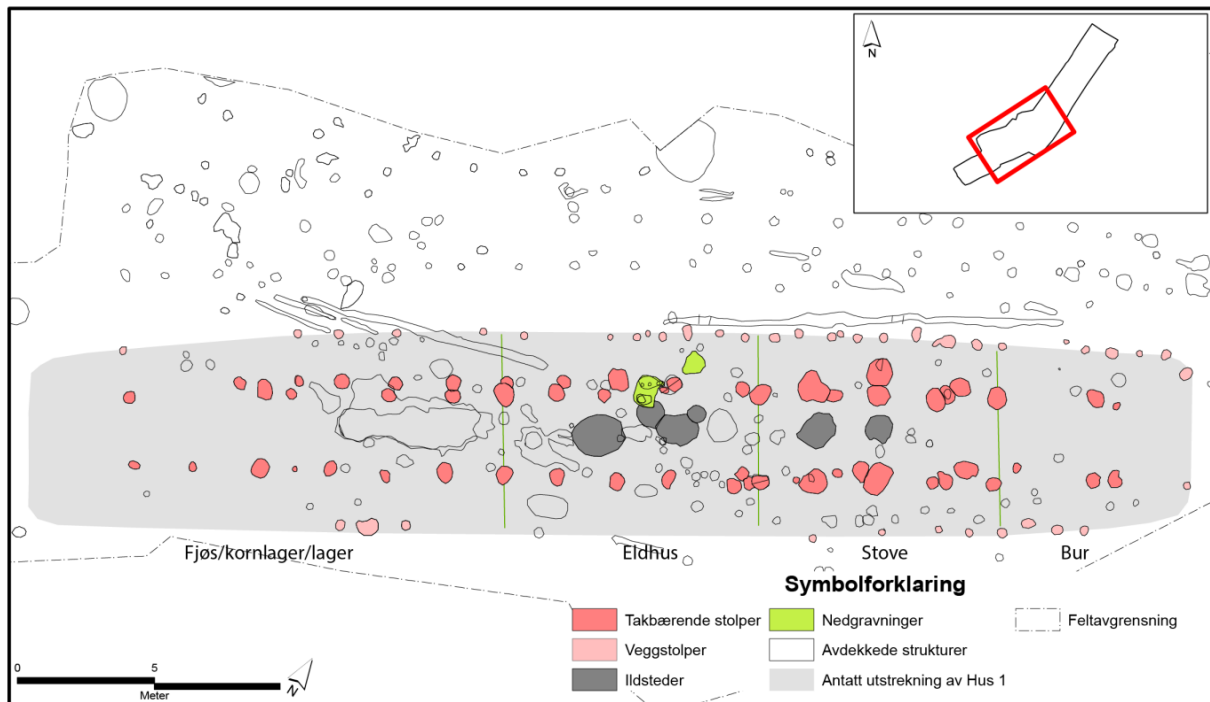 N
Fjøs/kornlager/lager
Eldhus
Stove
Bur
Symbolforklaring
Takbærende stolper
Nedgravninger
Feltavgrensning
Veggstolper
Avdekkede strukturer
Ildsteder
Antatt utstrekning av Hus 1
0 5
Meter
N